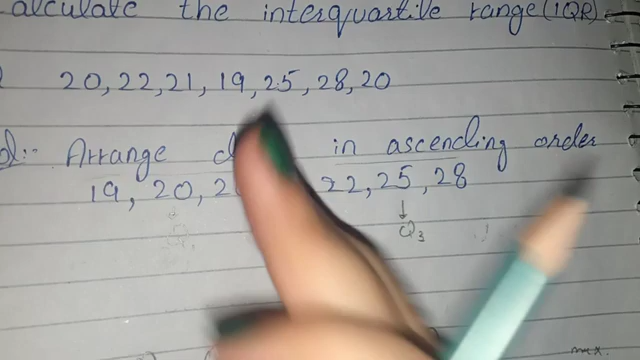 alculate the interquartile range (IQR)
20, 22, 21, 19, 25, 28, 20
Arrange in ascending order
19, 20, 22, 25, 28
Q3